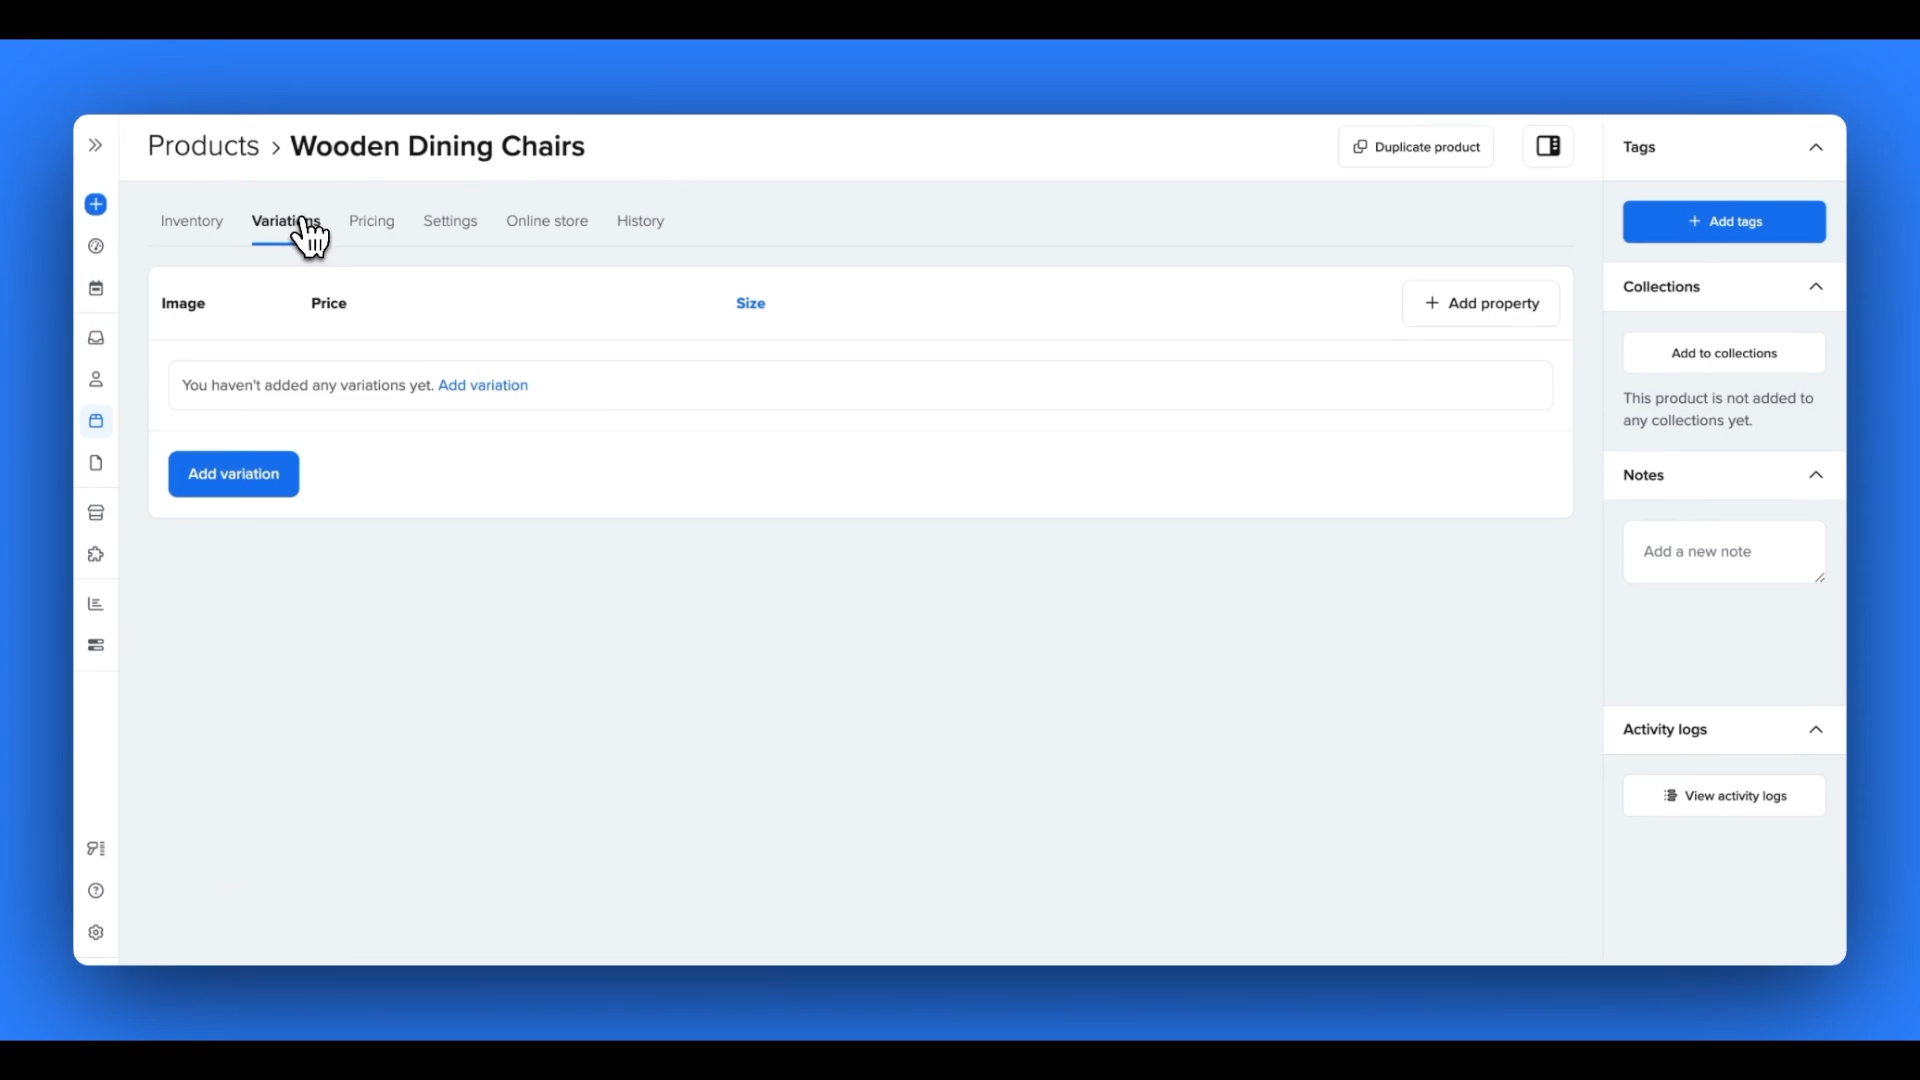 Products > Wooden Dining Chairs
Duplicate product
Inventory Variations Pricing Settings Online store History
Image Price Size + Add property
You haven't added any variations yet. Add variation
Add variation
Tags
+ Add tags
Collections
Add to collections
This product is not added to
any collections yet.
Notes
Add a new note
Activity logs
View activity logs